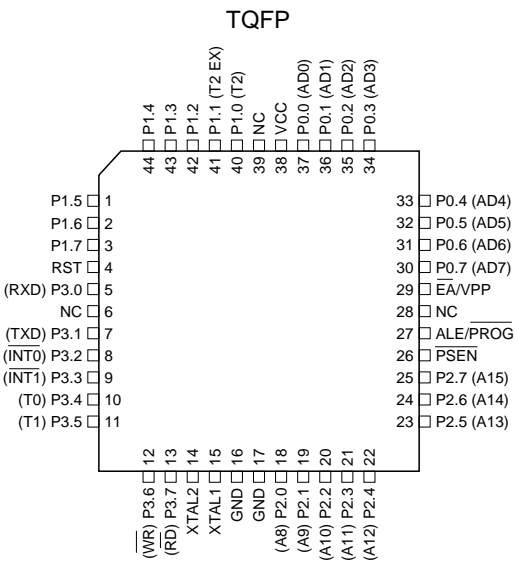 TQFP
P1.4
P1.3
P1.2
P1.1 (T2 EX)
P1.0 (T2)
NC
VCC
P0.0 (AD0)
P0.1 (AD1)
P0.2 (AD2)
P0.3 (AD3)
44
43
42
41
40
39
38
37
36
35
34
P1.5 1
P1.6 2
P1.7 3
RST 4
(RXD) P3.0 5
NC 6
(TXD) P3.1 7
(INT0) P3.2 8
(INT1) P3.3 9
(T0) P3.4 10
(T1) P3.5 11
33 P0.4 (AD4)
32 P0.5 (AD5)
31 P0.6 (AD6)
30 P0.7 (AD7)
29 EA/VPP
28 NC
27 ALE/PROG
26 PSEN
25 P2.7 (A15)
24 P2.6 (A14)
23 P2.5 (A13)
12
13
14
15
16
17
18
19
20
21
22
(WR) P3.6
(RD) P3.7
XTAL2
XTAL1
GND
GND
(A8) P2.0
(A9) P2.1
(A10) P2.2
(A11) P2.3
(A12) P2.4